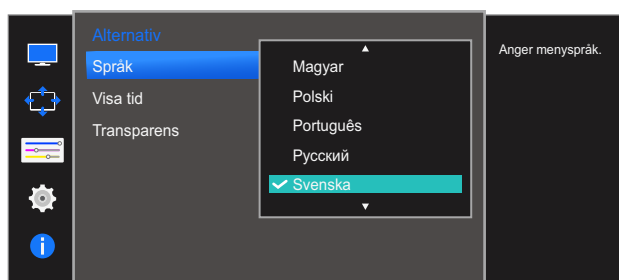 Alternativ
Språk
Visa tid
Transparens
Magyar
Polski
Português
Русский
Svenska
Anger menyspråk.